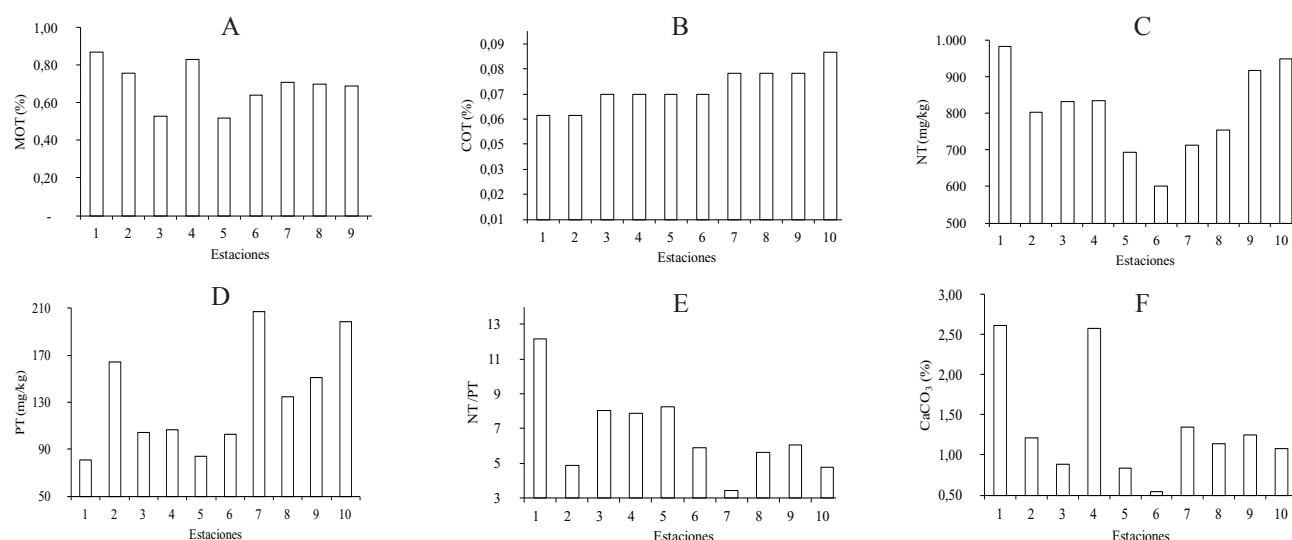 A
MOT (%)
1,00
0,80
0,60
0,40
0,20
-
1 2 3 4 5 6 7 8 9
Estaciones
B
COT (%)
0,09
0,08
0,07
0,06
0,05
0,04
0,03
0,02
0,01
1 2 3 4 5 6 7 8 9 10
Estaciones
C
NT (mg/kg)
1.000
900
800
700
600
500
1 2 3 4 5 6 7 8 9 10
Estaciones
D
PT (mg/kg)
210
170
130
90
50
1 2 3 4 5 6 7 8 9 10
Estaciones
E
NT/PT
13
11
9
7
5
3
1 2 3 4 5 6 7 8 9 10
Estaciones
F
CaCO₃ (%)
3,00
2,50
2,00
1,50
1,00
0,50
1 2 3 4 5 6 7 8 9 10
Estaciones